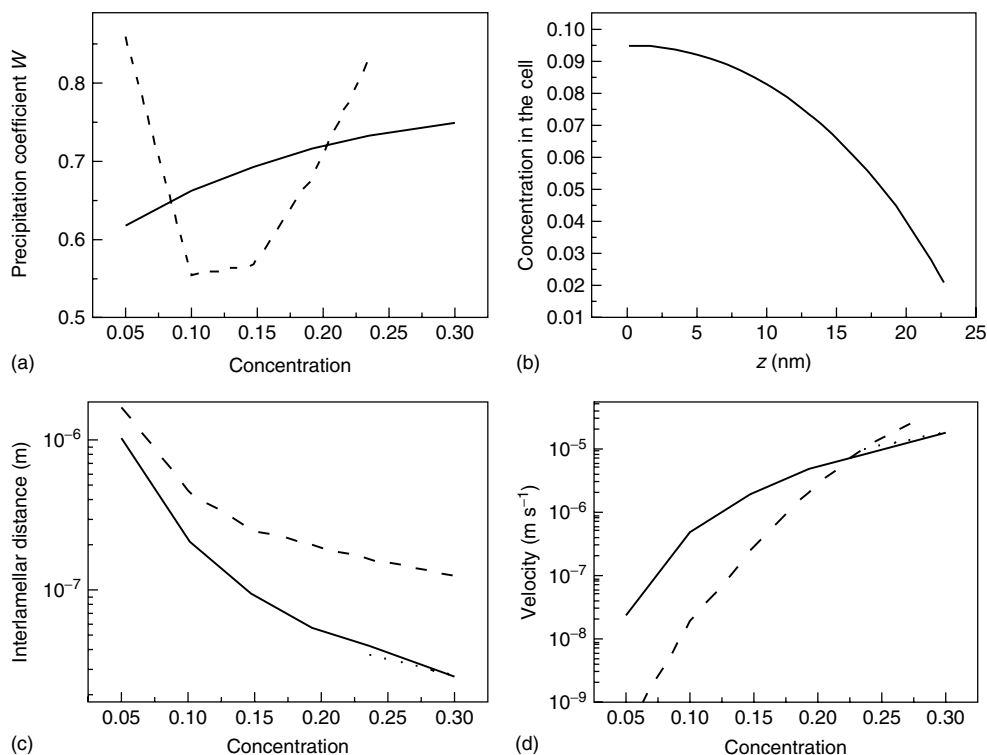 Precipitation coefficient W
0.8
0.7
0.6
0.5
0.05 0.10 0.15 0.20 0.25 0.30
(a)
Concentration
Concentration in the cell
0.10
0.09
0.08
0.07
0.06
0.05
0.04
0.03
0.02
0.01
0 5 10 15 20 25
(b)
z (nm)
Interlamellar distance (m)
10⁻⁶
10⁻⁷
0.05 0.10 0.15 0.20 0.25 0.30
(c)
Concentration
Velocity (m s⁻¹)
10⁻⁵
10⁻⁶
10⁻⁷
10⁻⁸
10⁻⁹
0.05 0.10 0.15 0.20 0.25 0.30
(d)
Concentration